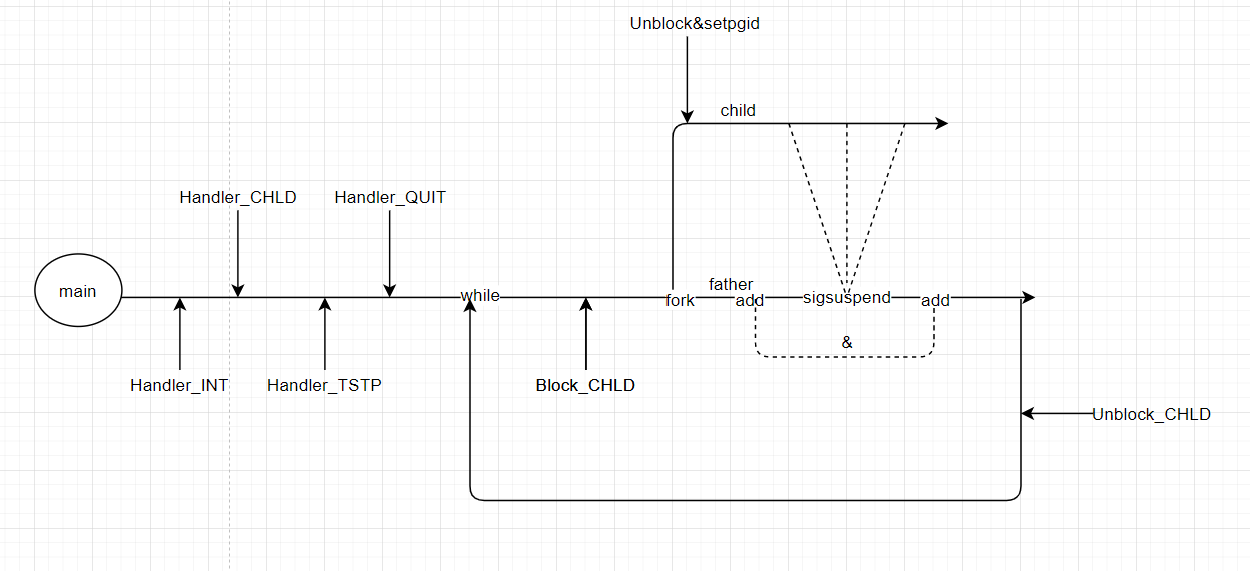 Unblock&setpgid
child
Handler_CHLD
Handler_QUIT
main
while
fork
father
add
sigsuspend
add
&
Handler_INT
Handler_TSTP
Block_CHLD
Unblock_CHLD